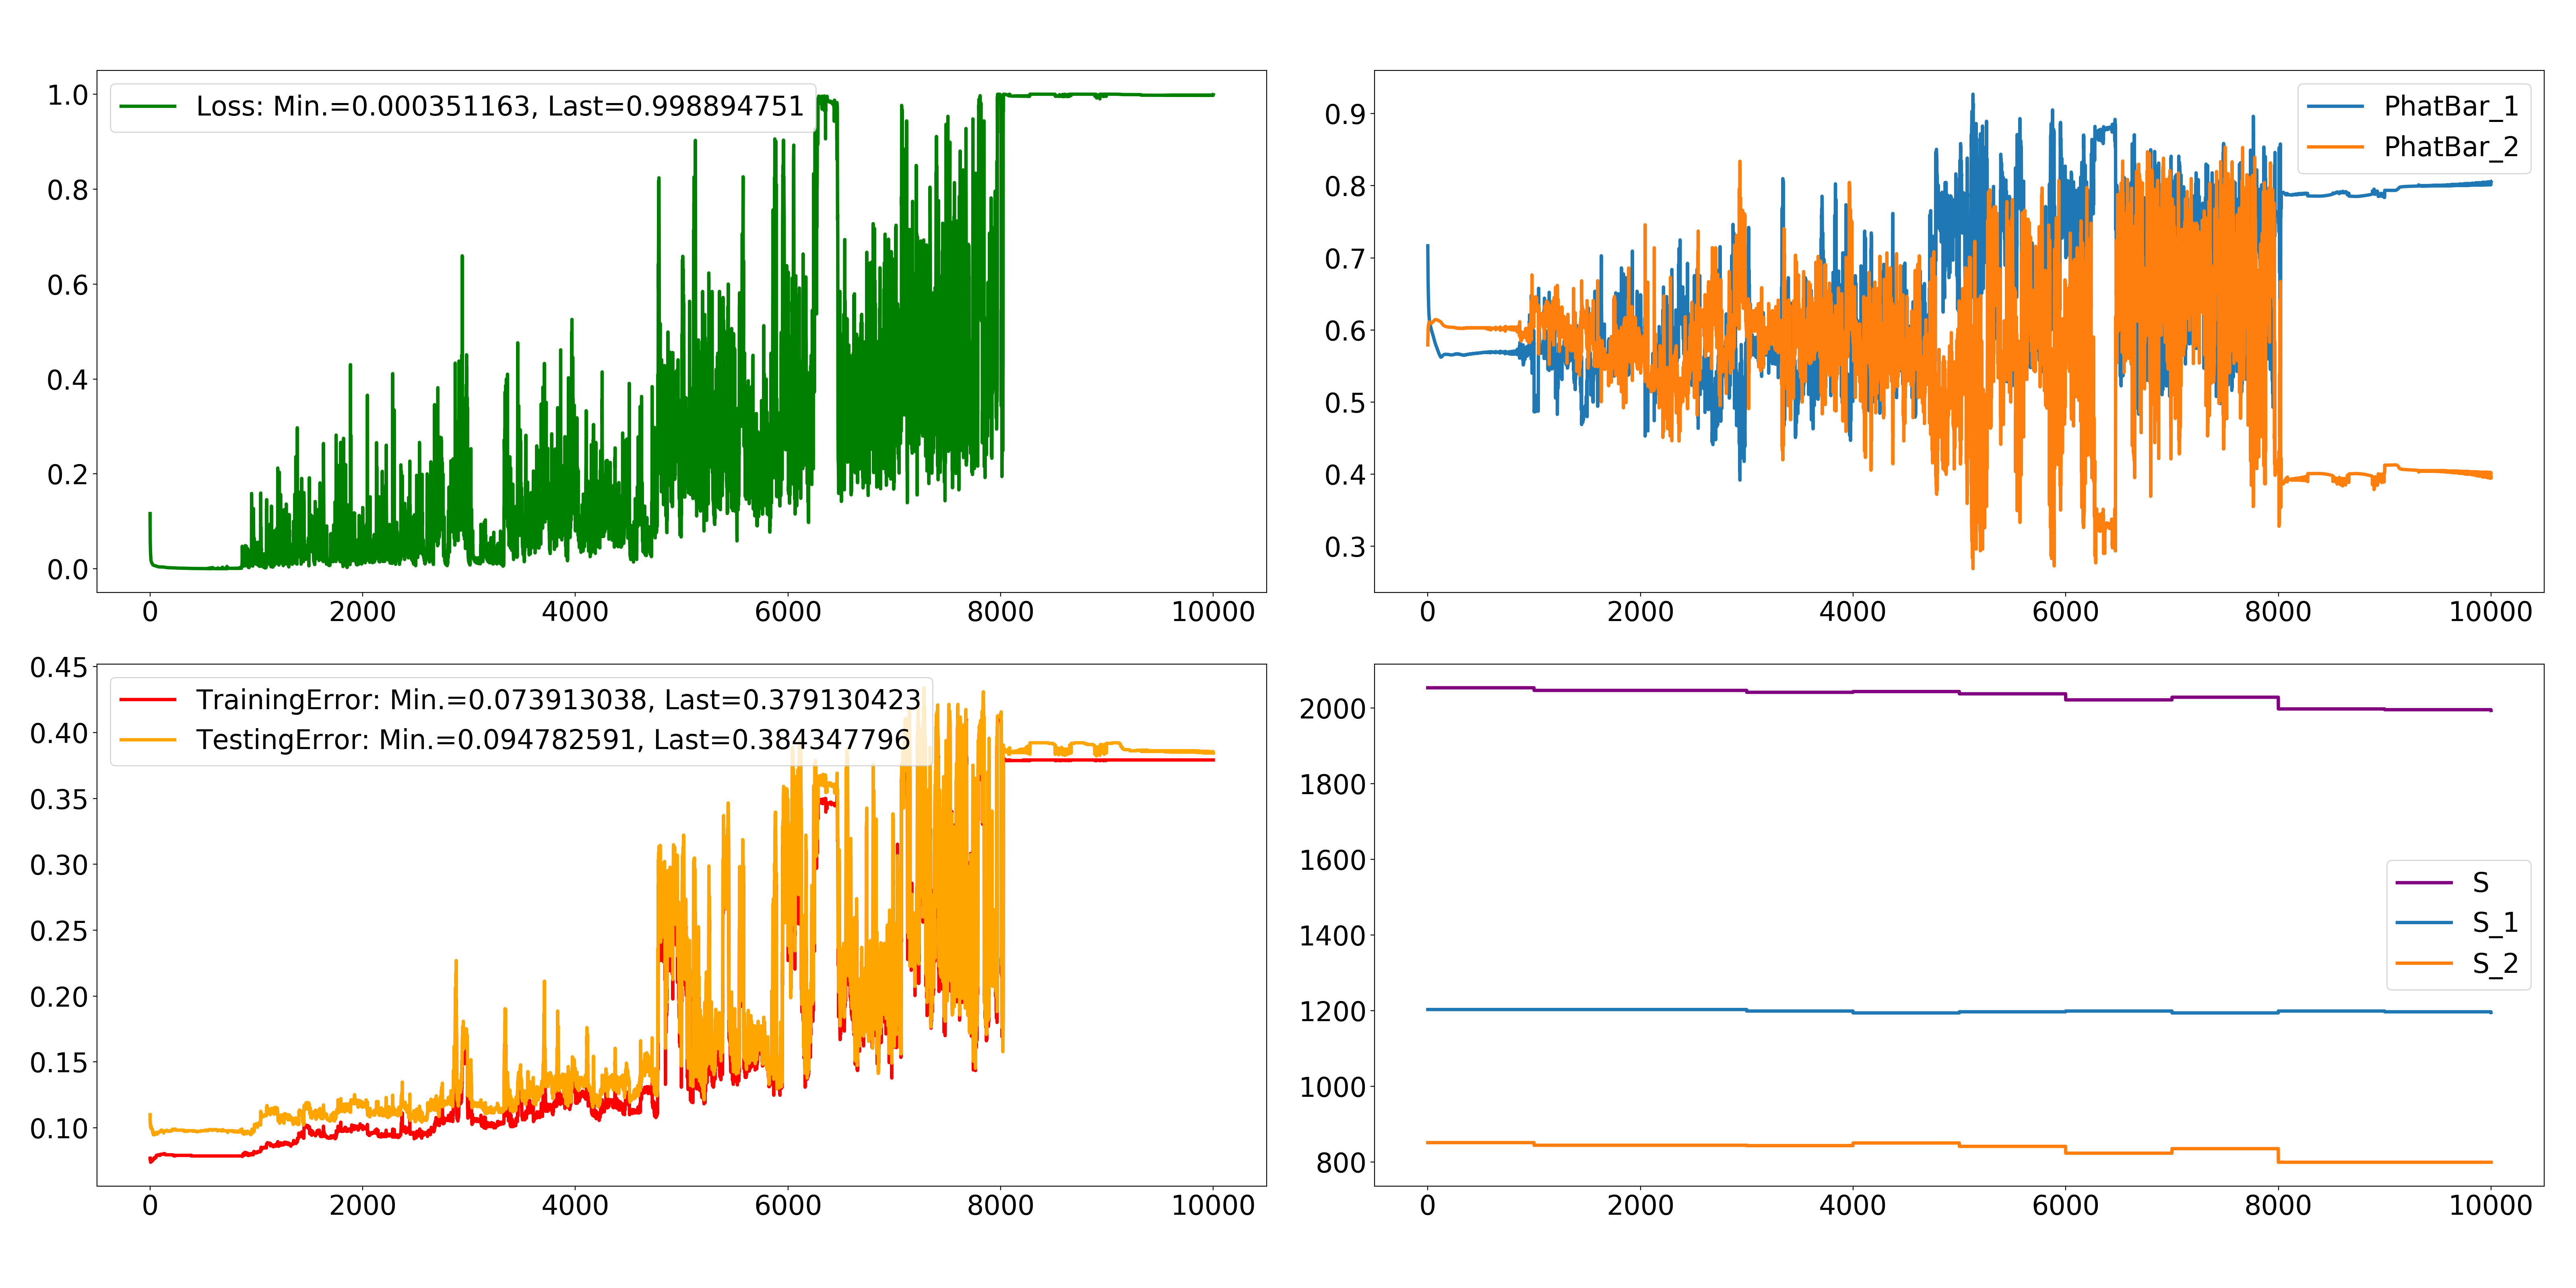 Loss: Min.=0.000351163, Last=0.998894751
1.0
0.8
0.6
0.4
0.2
0.0
0 2000 4000 6000 8000 10000
PhatBar_1
PhatBar_2
0.9
0.8
0.7
0.6
0.5
0.4
0.3
0 2000 4000 6000 8000 10000
TrainingError: Min.=0.073913038, Last=0.379130423
TestingError: Min.=0.094782591, Last=0.384347796
0.45
0.40
0.35
0.30
0.25
0.20
0.15
0.10
0 2000 4000 6000 8000 10000
2000
1800
1600
1400
1200
1000
800
S
S_1
S_2
0 2000 4000 6000 8000 10000